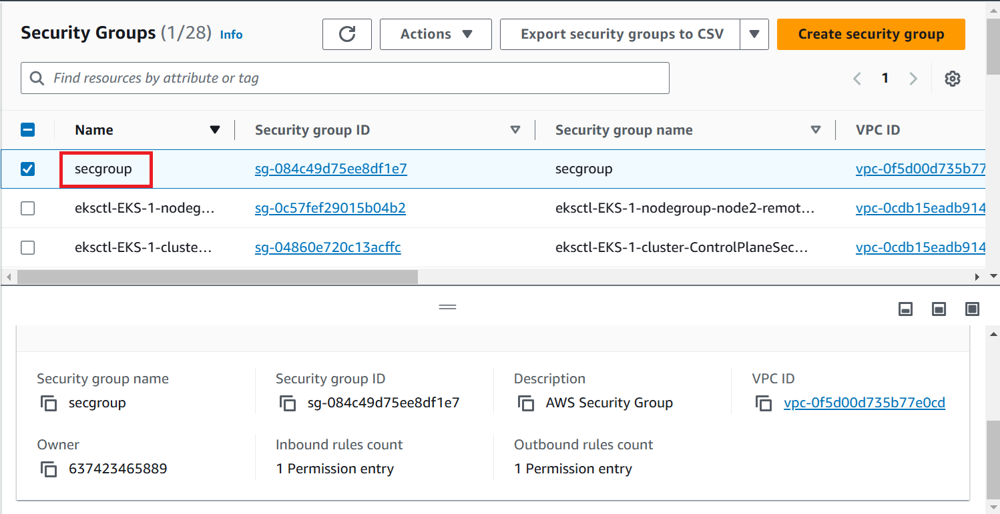 Security Groups (1/28) Info Actions Export security groups to CSV Create security group
Find resources by attribute or tag 1
Name Security group ID Security group name VPC ID
secgroup sg-084c49d75ee8df1e7 secgroup vpc-0f5d00d735b77
eksctl-EKS-1-nodeg... sg-0c57fef29015b04b2 eksctl-EKS-1-nodegroup-node2-remot... vpc-0cdb15eadb914
eksctl-EKS-1-cluste... sg-04860e720c13acffc eksctl-EKS-1-cluster-ControlPlaneSec... vpc-0cdb15eadb914
Security group name Security group ID Description VPC ID
secgroup sg-084c49d75ee8df1e7 AWS Security Group vpc-0f5d00d735b77e0cd
Owner Inbound rules count Outbound rules count
637423465889 1 Permission entry 1 Permission entry